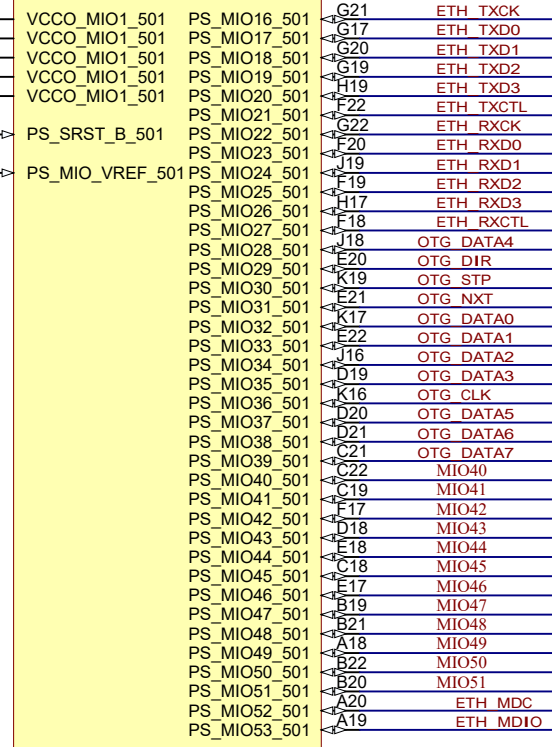 VCCO_MIO1_501 PS_MIO16_501 G21 ETH_TXCK
VCCO_MIO1_501 PS_MIO17_501 G17 ETH_TXD0
VCCO_MIO1_501 PS_MIO18_501 G20 ETH_TXD1
VCCO_MIO1_501 PS_MIO19_501 G19 ETH_TXD2
VCCO_MIO1_501 PS_MIO20_501 H19 ETH_TXD3
PS_MIO21_501 F22 ETH_TXCTL
PS_SRST_B_501 PS_MIO22_501 G22 ETH_RXCK
PS_MIO23_501 F20 ETH_RXD0
PS_MIO_VREF_501 PS_MIO24_501 J19 ETH_RXD1
PS_MIO25_501 F19 ETH_RXD2
PS_MIO26_501 H17 ETH_RXD3
PS_MIO27_501 F18 ETH_RXCTL
PS_MIO28_501 J18 OTG_DATA4
PS_MIO29_501 E20 OTG_DIR
PS_MIO30_501 K19 OTG_STP
PS_MIO31_501 E21 OTG_NXT
PS_MIO32_501 K17 OTG_DATA0
PS_MIO33_501 E22 OTG_DATA1
PS_MIO34_501 J16 OTG_DATA2
PS_MIO35_501 D19 OTG_DATA3
PS_MIO36_501 K16 OTG_CLK
PS_MIO37_501 D20 OTG_DATA5
PS_MIO38_501 D21 OTG_DATA6
PS_MIO39_501 C21 OTG_DATA7
PS_MIO40_501 C22 MIO40
PS_MIO41_501 C19 MIO41
PS_MIO42_501 F17 MIO42
PS_MIO43_501 D18 MIO43
PS_MIO44_501 E18 MIO44
PS_MIO45_501 C18 MIO45
PS_MIO46_501 E17 MIO46
PS_MIO47_501 B19 MIO47
PS_MIO48_501 B21 MIO48
PS_MIO49_501 A18 MIO49
PS_MIO50_501 B22 MIO50
PS_MIO51_501 B20 MIO51
PS_MIO52_501 A20 ETH_MDC
PS_MIO53_501 A19 ETH_MDIO